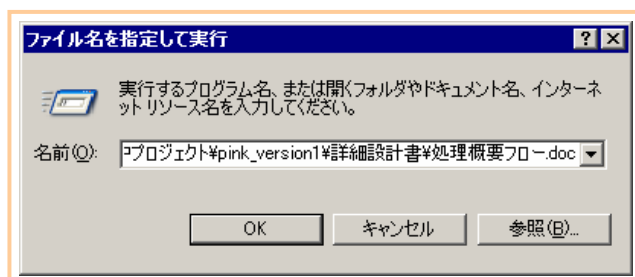 ファイル名を指定して実行
実行するプログラム名、または開くフォルダやドキュメント名、インターネ
ットリソース名を入力してください。
名前(O): プロジェクト¥pink_version1¥詳細設計書¥処理概要フロー.doc
OK キャンセル 参照(B)...